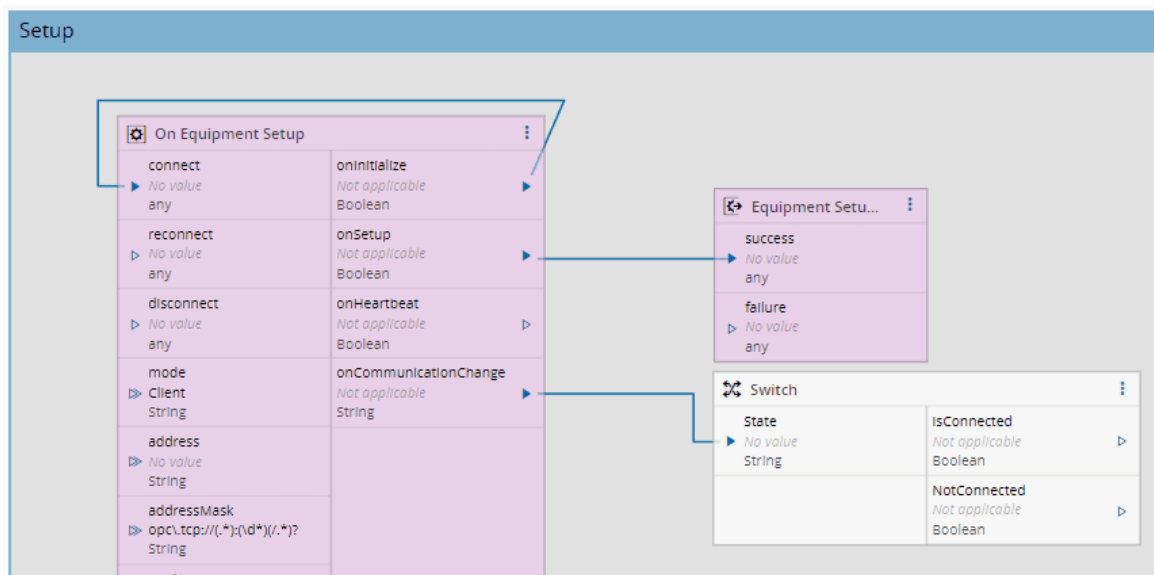 Setup
On Equipment Setup
connect
No value
any
onInitialize
Not applicable
Boolean
reconnect
No value
any
onSetup
Not applicable
Boolean
disconnect
No value
any
onHeartbeat
Not applicable
Boolean
mode
Client
String
onCommunicationChange
Not applicable
String
address
No value
String
addressMask
opc\.tcp://(.*):(\d*)(/.*)?
String
Equipment Setu...
success
No value
any
failure
No value
any
Switch
State
No value
String
IsConnected
Not applicable
Boolean
NotConnected
Not applicable
Boolean